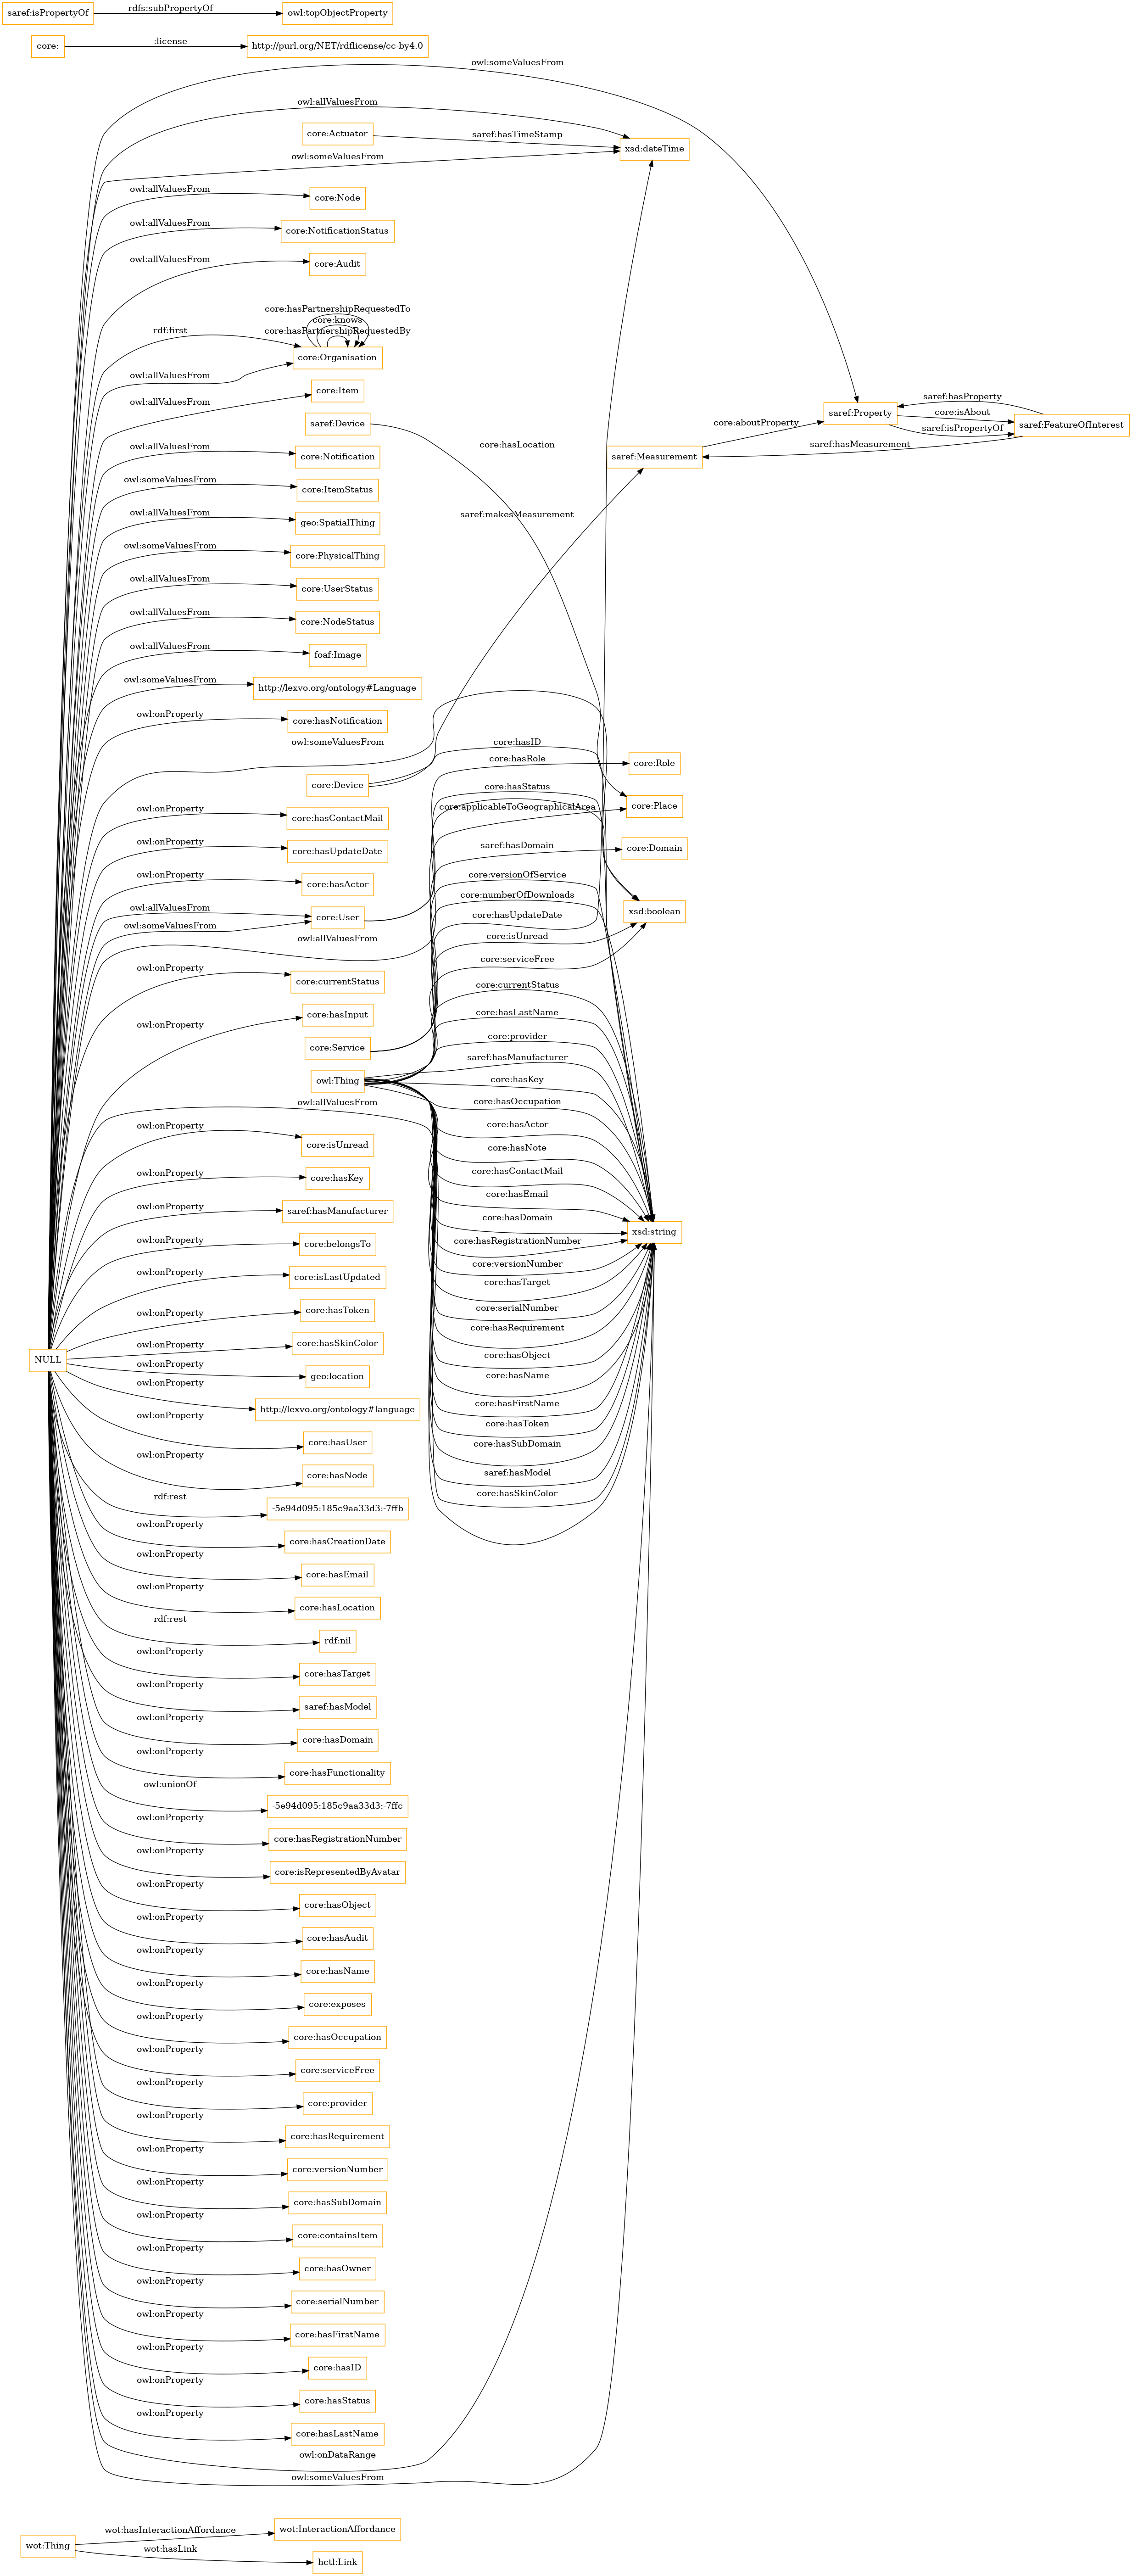 saref:isPropertyOf
rdfs:subPropertyOf
owl:topObjectProperty
core:
:license
http://purl.org/NET/rdflicense/cc-by4.0
owl:someValuesFrom
owl:allValuesFrom
core:Actuator
saref:hasTimeStamp
xsd:dateTime
owl:someValuesFrom
owl:allValuesFrom
core:Node
owl:allValuesFrom
core:NotificationStatus
owl:allValuesFrom
core:Audit
core:hasPartnershipRequestedTo
core:knows
core:hasPartnershipRequestedBy
rdf:first
core:Organisation
owl:allValuesFrom
owl:allValuesFrom
core:Item
saref:Device
core:hasLocation
saref:Measurement
core:aboutProperty
saref:Property
saref:hasProperty
core:isAbout
saref:isPropertyOf
saref:FeatureOfInterest
saref:hasMeasurement
owl:allValuesFrom
core:Notification
owl:someValuesFrom
core:ItemStatus
owl:allValuesFrom
geo:SpatialThing
saref:makesMeasurement
owl:someValuesFrom
core:PhysicalThing
owl:allValuesFrom
core:UserStatus
owl:allValuesFrom
core:NodeStatus
owl:allValuesFrom
foaf:Image
owl:someValuesFrom
http://lexvo.org/ontology#Language
owl:onProperty
core:hasNotification
owl:someValuesFrom
core:hasID
core:hasRole
core:Role
core:Device
core:hasStatus
core:applicableToGeographicalArea
core:Place
owl:onProperty
core:hasContactMail
owl:onProperty
core:hasUpdateDate
saref:hasDomain
core:Domain
owl:onProperty
core:hasActor
core:versionOfService
core:numberOfDownloads
owl:allValuesFrom
core:User
owl:someValuesFrom
core:hasUpdateDate
xsd:boolean
owl:allValuesFrom
core:isUnread
core:serviceFree
owl:onProperty
core:currentStatus
core:currentStatus
owl:onProperty
core:hasInput
core:hasLastName
core:Service
core:provider
saref:hasManufacturer
owl:Thing
core:hasKey
owl:allValuesFrom
core:hasOccupation
owl:onProperty
core:isUnread
core:hasActor
core:hasNote
owl:onProperty
core:hasKey
core:hasContactMail
core:hasEmail
owl:onProperty
saref:hasManufacturer
core:hasDomain
xsd:string
owl:onProperty
core:belongsTo
core:hasRegistrationNumber
core:versionNumber
owl:onProperty
core:isLastUpdated
core:hasTarget
owl:onProperty
core:hasToken
core:serialNumber
core:hasRequirement
owl:onProperty
core:hasSkinColor
core:hasObject
NULL
owl:onProperty
geo:location
core:hasName
owl:onProperty
http://lexvo.org/ontology#language
core:hasFirstName
owl:onProperty
core:hasUser
core:hasToken
core:hasSubDomain
owl:onProperty
core:hasNode
saref:hasModel
core:hasSkinColor
rdf:rest
-5e94d095:185c9aa33d3:-7ffb
owl:onProperty
core:hasCreationDate
owl:onProperty
core:hasEmail
owl:onProperty
core:hasLocation
rdf:rest
rdf:nil
owl:onProperty
core:hasTarget
owl:onProperty
saref:hasModel
owl:onProperty
core:hasDomain
owl:onProperty
core:hasFunctionality
owl:unionOf
-5e94d095:185c9aa33d3:-7ffc
owl:onProperty
core:hasRegistrationNumber
owl:onProperty
core:isRepresentedByAvatar
owl:onProperty
core:hasObject
owl:onProperty
core:hasAudit
owl:onProperty
core:hasName
owl:onProperty
core:exposes
owl:onProperty
core:hasOccupation
owl:onProperty
core:serviceFree
owl:onProperty
core:provider
owl:onProperty
core:hasRequirement
owl:onProperty
core:versionNumber
owl:onProperty
core:hasSubDomain
owl:onProperty
core:containsItem
owl:onProperty
core:hasOwner
owl:onProperty
core:serialNumber
owl:onProperty
core:hasFirstName
owl:onProperty
core:hasID
owl:onProperty
core:hasStatus
owl:onProperty
core:hasLastName
owl:onDataRange
owl:someValuesFrom
wot:Thing
wot:hasInteractionAffordance
wot:InteractionAffordance
wot:hasLink
hctl:Link